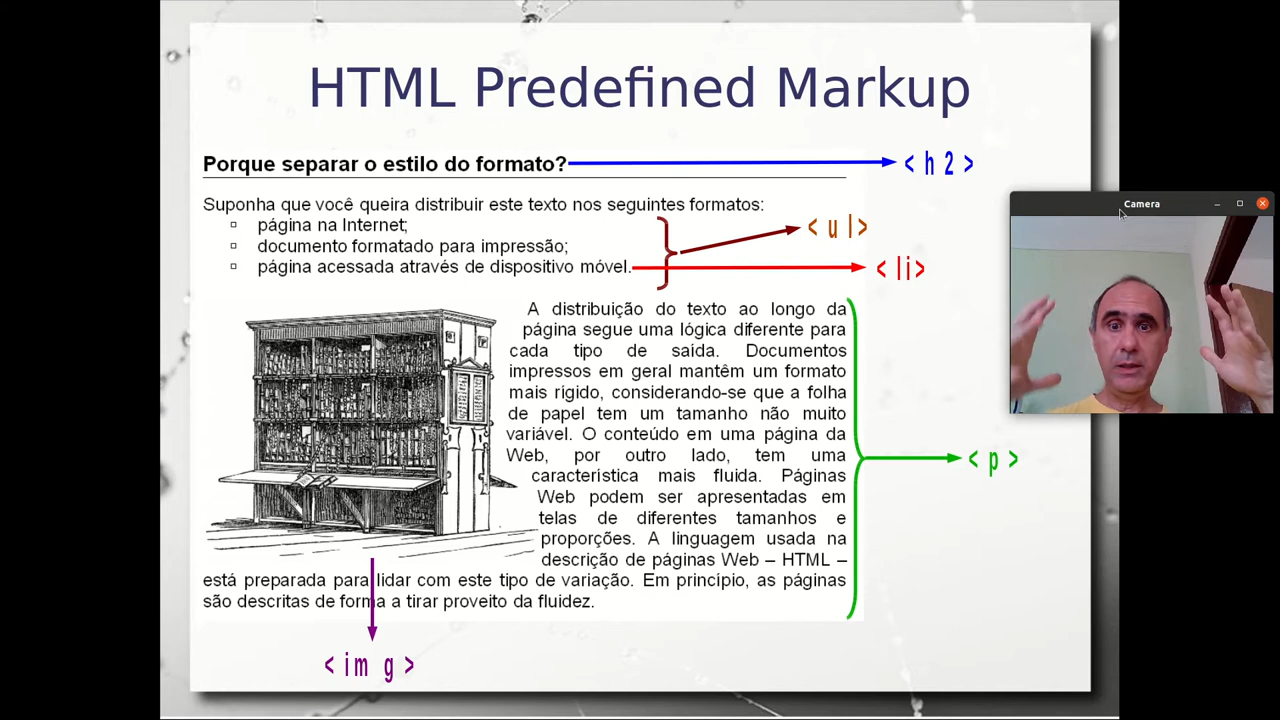 HTML Predefined Markup
Porque separar o estilo do formato?
<h2>
Camera
Suponha que você queira distribuir este texto nos seguintes formatos:
página na Internet;
<ul>
documento formatado para impressão;
página acessada através de dispositivo móvel.
<li>
A distribuição do texto ao longo da
página segue uma lógica diferente para
cada tipo de saída. Documentos
impressos em geral mantêm um formato
mais rígido, considerando-se que a folha
de papel tem um tamanho não muito
variável. O conteúdo em uma página da
Web, por outro lado, tem uma
característica mais fluida. Páginas
Web podem ser apresentadas em
telas de diferentes tamanhos e
proporções. A linguagem usada na
descrição de páginas Web – HTML –
está preparada para lidar com este tipo de variação. Em princípio, as páginas
são descritas de forma a tirar proveito da fluidez.
<p>
<img>